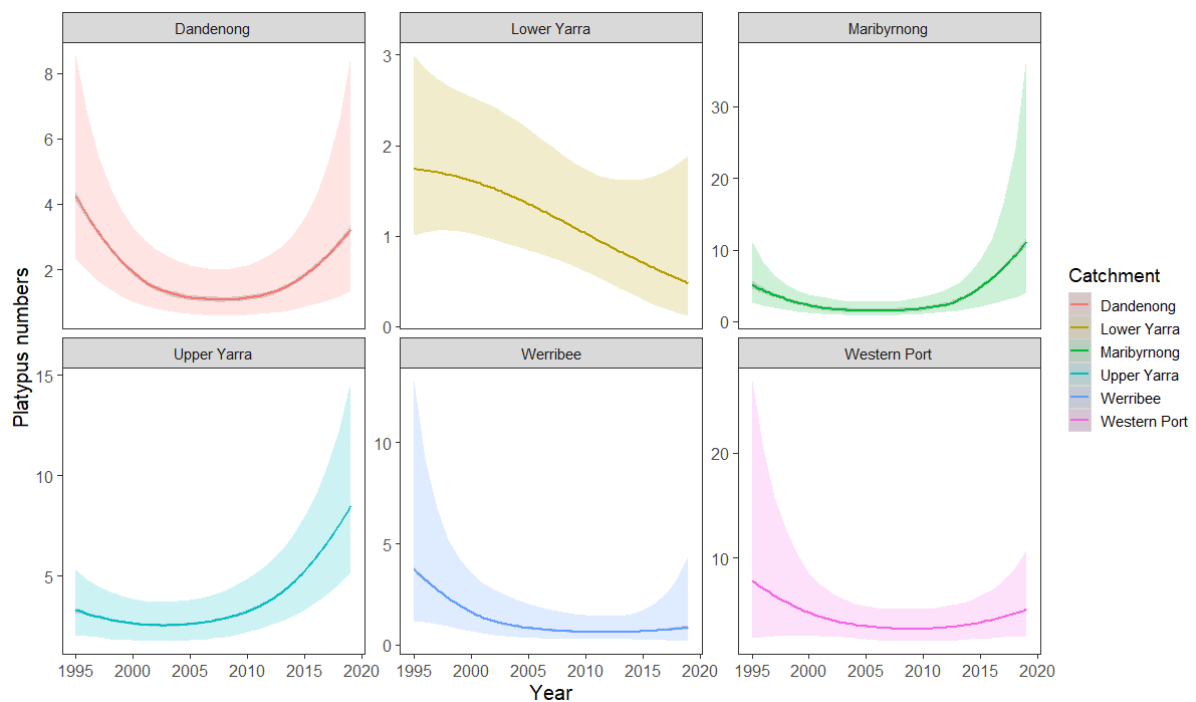 Dandenong
Lower Yarra
Maribyrnong
8
6
4
2
3
2
1
0
30
20
10
0
Platypus numbers
Upper Yarra
Werribee
Western Port
15
10
5
10
5
0
20
10
1995 2000 2005 2010 2015 2020
1995 2000 2005 2010 2015 2020
1995 2000 2005 2010 2015 2020
Year
Catchment
Dandenong
Lower Yarra
Maribyrnong
Upper Yarra
Werribee
Western Port